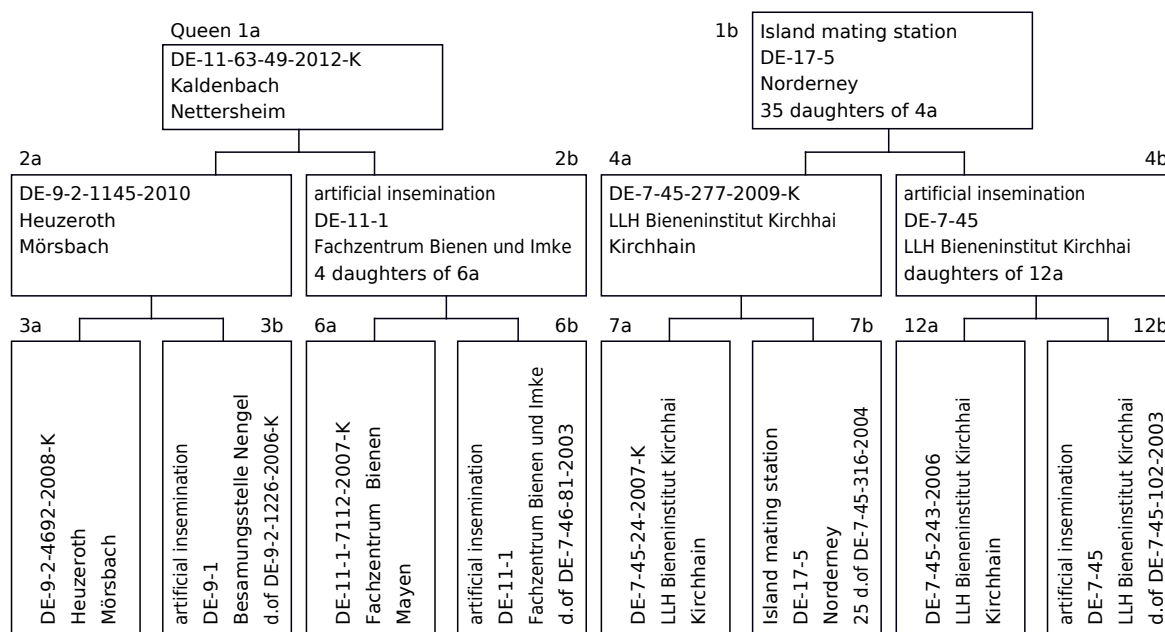 Queen 1a
DE-11-63-49-2012-K
Kaldenbach
Nettersheim
1b
Island mating station
DE-17-5
Norderney
35 daughters of 4a
2a
DE-9-2-1145-2010
Heuzeroth
Mörsbach
2b
artificial insemination
DE-11-1
Fachzentrum Bienen und Imke
4 daughters of 6a
4a
DE-7-45-277-2009-K
LLH Bieneninstitut Kirchhai
Kirchhain
4b
artificial insemination
DE-7-45
LLH Bieneninstitut Kirchhai
daughters of 12a
3a
DE-9-2-4692-2008-K
Heuzeroth
Mörsbach
3b
artificial insemination
DE-9-1
Besamungsstelle Nengel
d.of DE-9-2-1226-2006-K
6a
DE-11-1-7112-2007-K
Fachzentrum Bienen
Mayen
6b
artificial insemination
DE-11-1
Fachzentrum Bienen und Imke
d.of DE-7-46-81-2003
7a
DE-7-45-24-2007-K
LLH Bieneninstitut Kirchhai
Kirchhain
7b
Island mating station
DE-17-5
Norderney
25 d.of DE-7-45-316-2004
12a
DE-7-45-243-2006
LLH Bieneninstitut Kirchhai
Kirchhain
12b
artificial insemination
DE-7-45
LLH Bieneninstitut Kirchhai
d.of DE-7-45-102-2003